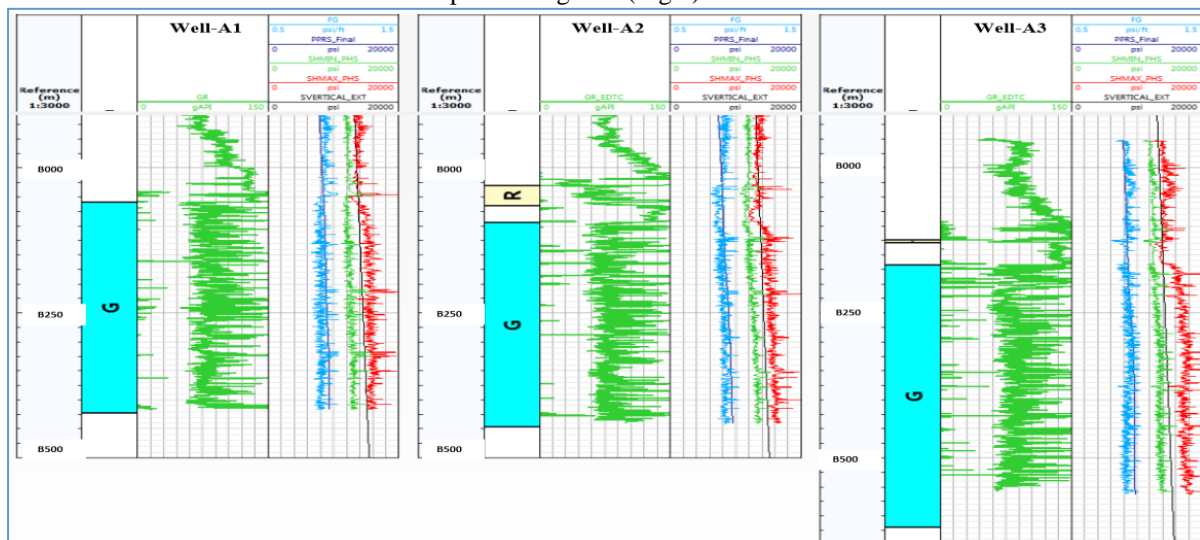 Well-A1
Reference
(m)
1:3000
GR
0 gAPI 150
FG
0.5 psi/ft 1.5
PPRS_Final
0 psi 20000
SHMIN_PHS
0 psi 20000
SHMAX_PHS
0 psi 20000
SVERTICAL_EXT
0 psi 20000
B000
B250
B500
G
Well-A2
Reference
(m)
1:3000
GR_EDTC
0 gAPI 150
FG
0.5 psi/ft 1.5
PPRS_Final
0 psi 20000
SHMIN_PHS
0 psi 20000
SHMAX_PHS
0 psi 20000
SVERTICAL_EXT
0 psi 20000
B000
B250
B500
R
G
Well-A3
Reference
(m)
1:3000
GR_EDTC
0 gAPI 150
FG
0.5 psi/ft 1.5
PPRS_Final
0 psi 20000
SHMIN_PHS
0 psi 20000
SHMAX_PHS
0 psi 20000
SVERTICAL_EXT
0 psi 20000
B000
B250
B500
G